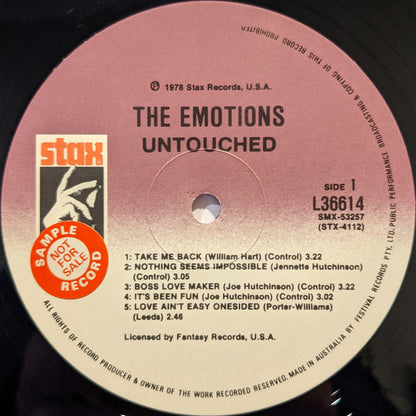 ℗ 1978 Stax Records, U.S.A.
THE EMOTIONS
UNTOUCHED
stax
SAMPLE RECORD
NOT FOR SALE
SIDE 1
L36614
SMX-53257
(STX-4112)
1: TAKE ME BACK (William Hart) (Control) 3.22
2: NOTHING SEEMS IMPOSSIBLE (Jennette Hutchinson)
(Control) 3.05
3: BOSS LOVE MAKER (Joe Hutchinson) (Control) 3.22
4: IT'S BEEN FUN (Joe Hutchinson) (Control)
5: LOVE AIN'T EASY ONESIDED (Porter-Williams)
(Leeds) 2.46
Licensed by Fantasy Records, U.S.A.
ALL RIGHTS OF RECORD PRODUCER & OWNER OF THE WORK RECORDED RESERVED. MADE IN AUSTRALIA BY FESTIVAL RECORDS PTY. LTD. PUBLIC PERFORMANCE BROADCASTING & COPYING OF THIS RECORD PROHIBITED